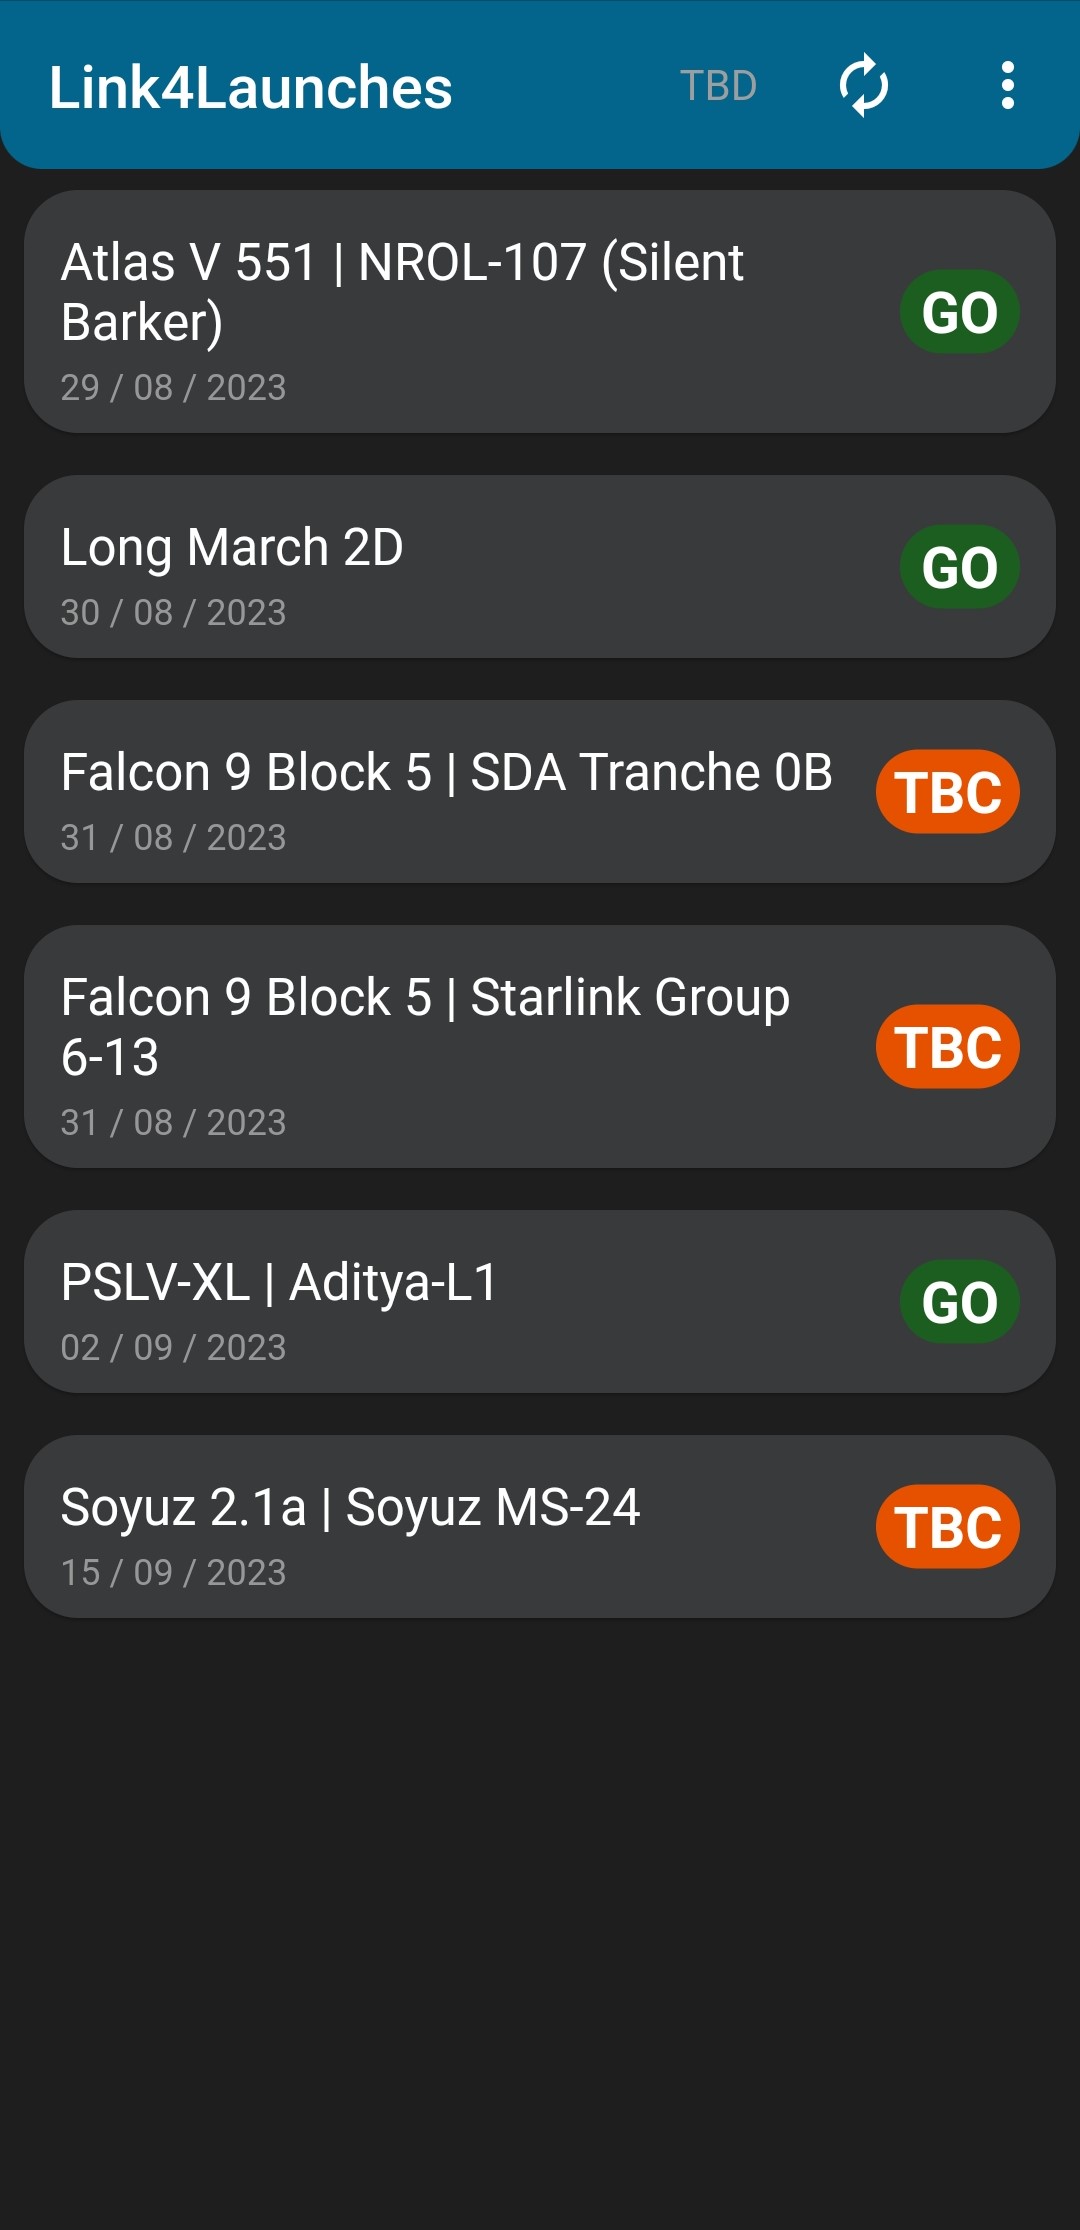 Link4Launches TBD
Atlas V 551 | NROL-107 (Silent
Barker)
29 / 08 / 2023
GO
Long March 2D
30 / 08 / 2023
GO
Falcon 9 Block 5 | SDA Tranche 0B
31 / 08 / 2023
TBC
Falcon 9 Block 5 | Starlink Group
6-13
31 / 08 / 2023
TBC
PSLV-XL | Aditya-L1
02 / 09 / 2023
GO
Soyuz 2.1a | Soyuz MS-24
15 / 09 / 2023
TBC